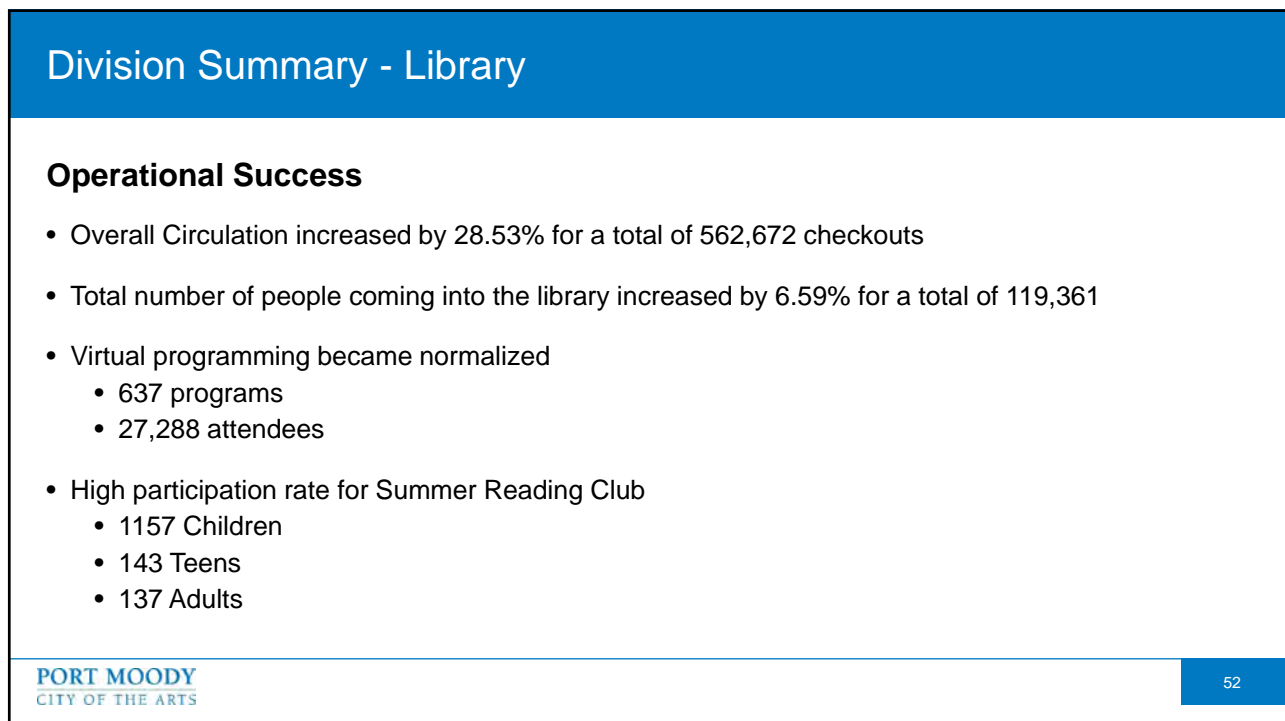 Division Summary - Library
Operational Success
• Overall Circulation increased by 28.53% for a total of 562,672 checkouts
• Total number of people coming into the library increased by 6.59% for a total of 119,361
• Virtual programming became normalized
• 637 programs
• 27,288 attendees
• High participation rate for Summer Reading Club
• 1157 Children
• 143 Teens
• 137 Adults
PORT MOODY
CITY OF THE ARTS
52